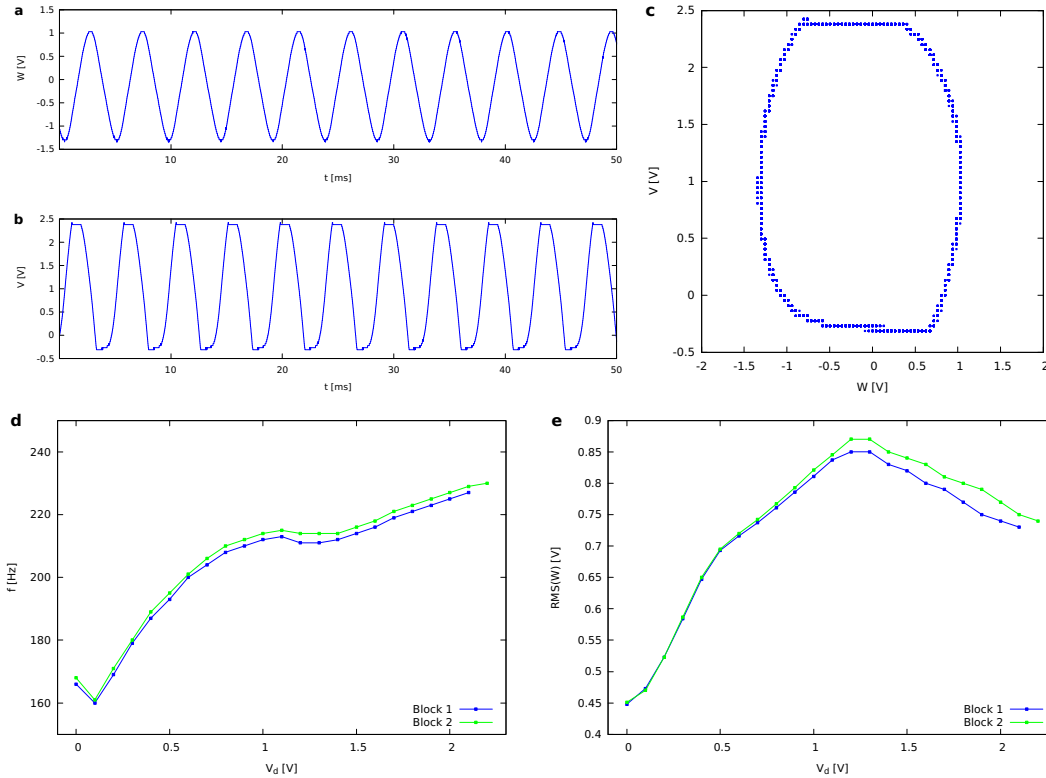 a
W [V]
1.5
1
0.5
0
-0.5
-1
-1.5
10 20 30 40 50
t [ms]
b
V [V]
2.5
2
1.5
1
0.5
0
-0.5
10 20 30 40 50
t [ms]
c
V [V]
2.5
2
1.5
1
0.5
0
-0.5
-2 -1.5 -1 -0.5 0 0.5 1 1.5 2
W [V]
d
f [Hz]
240
220
200
180
160
0 0.5 1 1.5 2
V_d [V]
Block 1
Block 2
e
RMS(W) [V]
0.9
0.85
0.8
0.75
0.7
0.65
0.6
0.55
0.5
0.45
0.4
0 0.5 1 1.5 2
V_d [V]
Block 1
Block 2